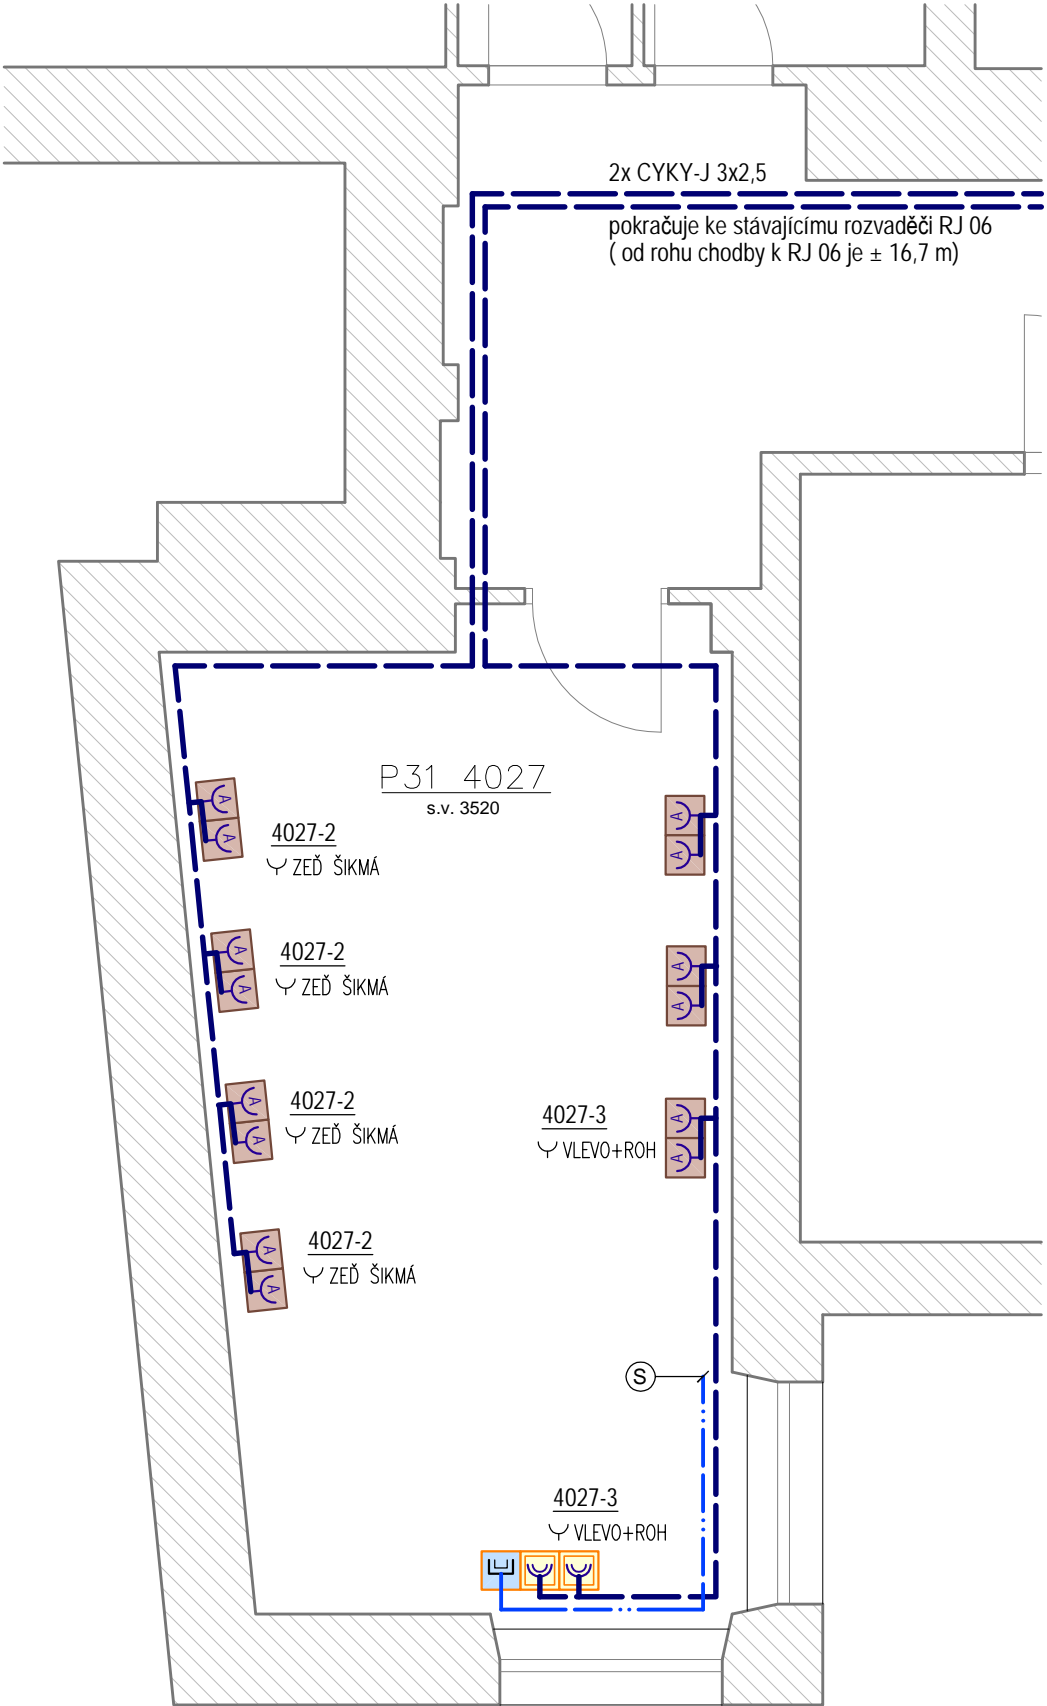 2x CYKY-J 3x2,5
pokračuje ke stávajícímu rozvaděči RJ 06
( od rohu chodby k RJ 06 je ± 16,7 m)
P31 4027
s.v. 3520
A
A
4027-2
ZEĎ ŠIKMÁ
A
A
A
A
4027-2
ZEĎ ŠIKMÁ
A
A
A
A
4027-2
ZEĎ ŠIKMÁ
4027-3
VLEVO+ROH
A
A
A
A
4027-2
ZEĎ ŠIKMÁ
S
4027-3
VLEVO+ROH